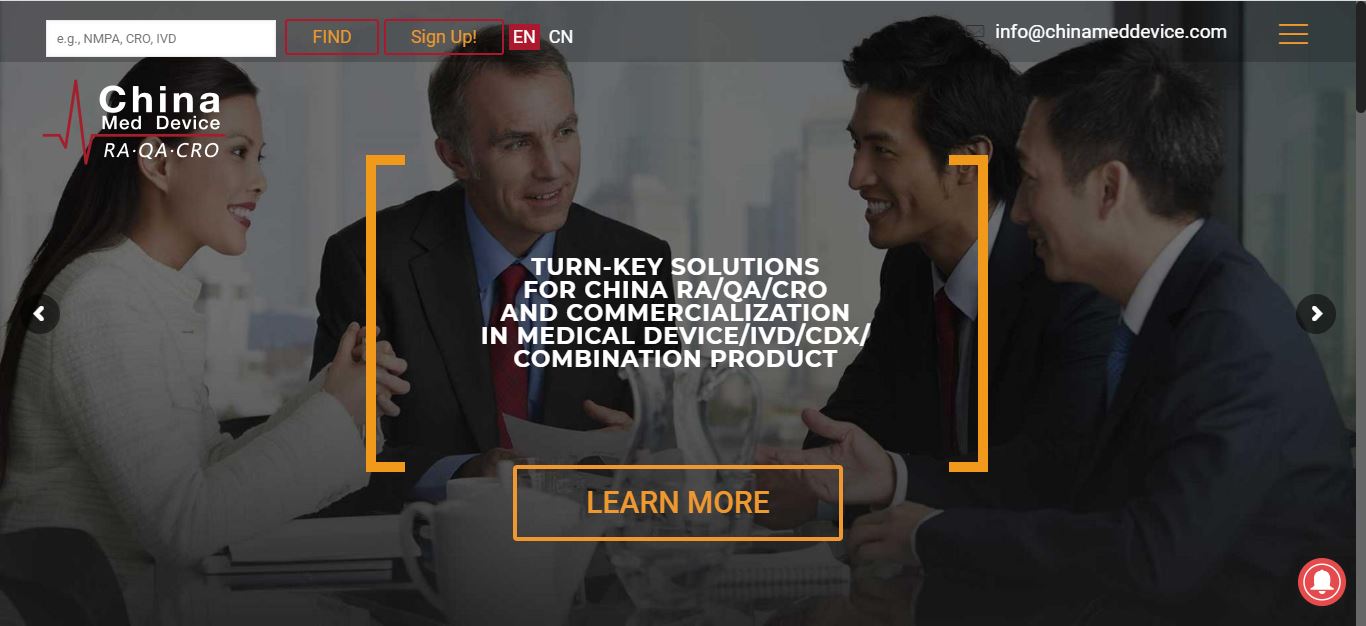 e.g., NMPA, CRO, IVD
FIND
Sign Up!
EN
CN
info@chinameddevice.com
China
Med Device
RA·QA·CRO
TURN-KEY SOLUTIONS
FOR CHINA RA/QA/CRO
AND COMMERCIALIZATION
IN MEDICAL DEVICE/IVD/CDX/
COMBINATION PRODUCT
LEARN MORE